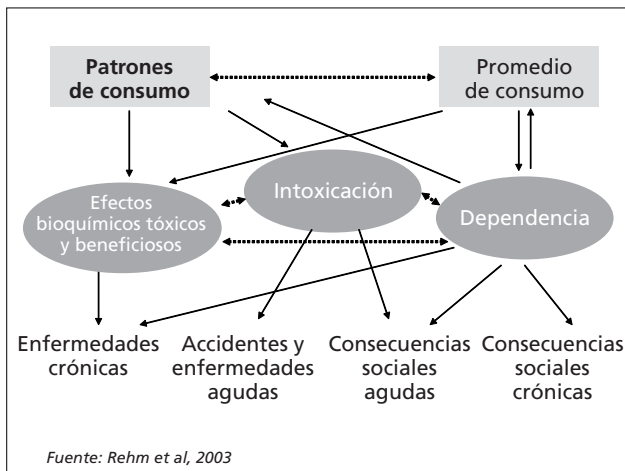 Patrones
de consumo
Promedio
de consumo
Efectos
bioquímicos tóxicos
y beneficiosos
Intoxicación
Dependencia
Enfermedades
crónicas
Accidentes y
enfermedades
agudas
Consecuencias
sociales
agudas
Consecuencias
sociales
crónicas
Fuente: Rehm et al, 2003